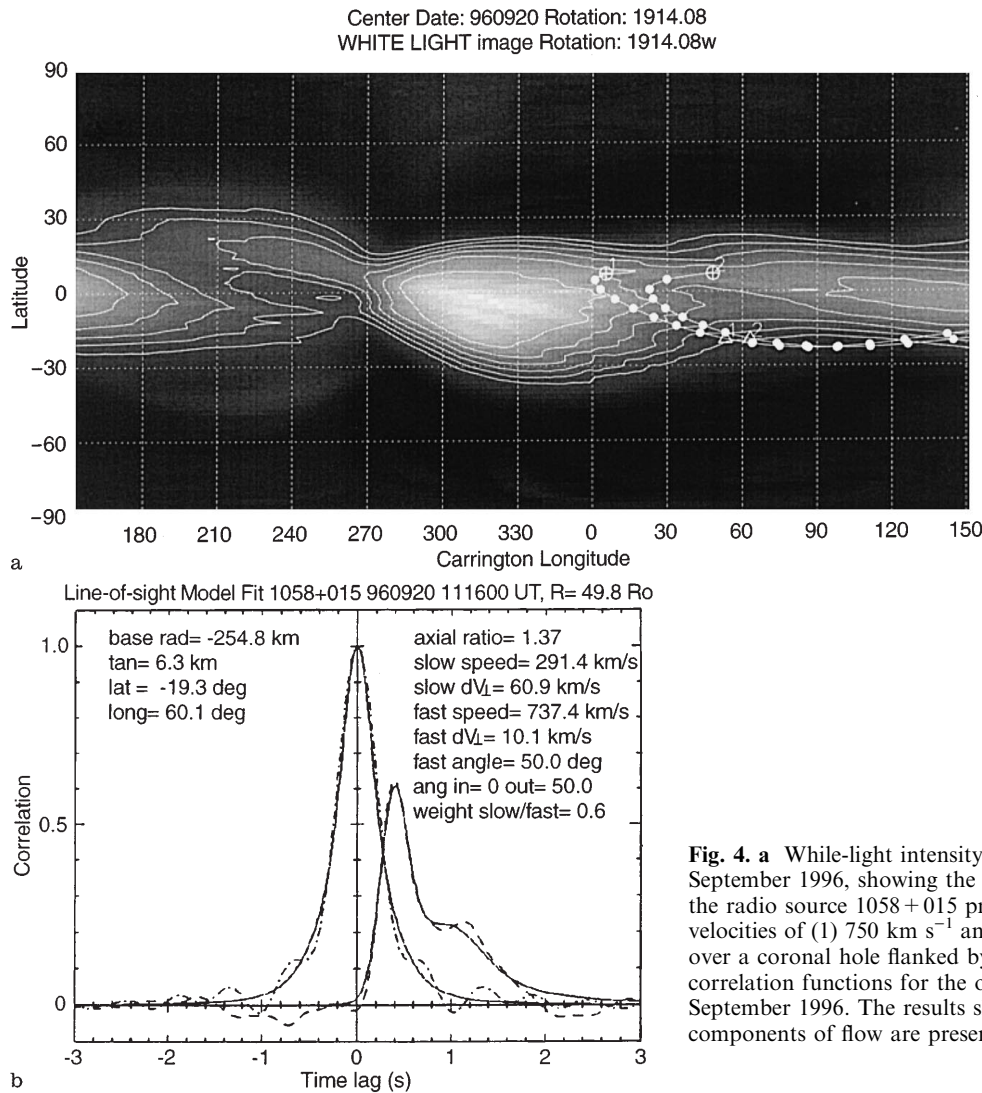 Center Date: 960920 Rotation: 1914.08
WHITE LIGHT image Rotation: 1914.08w
90
60
30
0
−30
−60
−90
Latitude
1
2
1
2
180 210 240 270 300 330 0 30 60 90 120 150
Carrington Longitude
a
Line-of-sight Model Fit 1058+015 960920 111600 UT, R= 49.8 Ro
base rad= -254.8 km
tan= 6.3 km
lat = -19.3 deg
long= 60.1 deg
axial ratio= 1.37
slow speed= 291.4 km/s
slow dV⊥= 60.9 km/s
fast speed= 737.4 km/s
fast dV⊥= 10.1 km/s
fast angle= 50.0 deg
ang in= 0 out= 50.0
weight slow/fast= 0.6
1.0
0.5
0
Correlation
-3 -2 -1 0 1 2 3
Time lag (s)
b
Fig. 4. a While-light intensity
September 1996, showing the
the radio source 1058 + 015 pr
velocities of (1) 750 km s−1 an
over a coronal hole flanked by
correlation functions for the o
September 1996. The results s
components of flow are presen